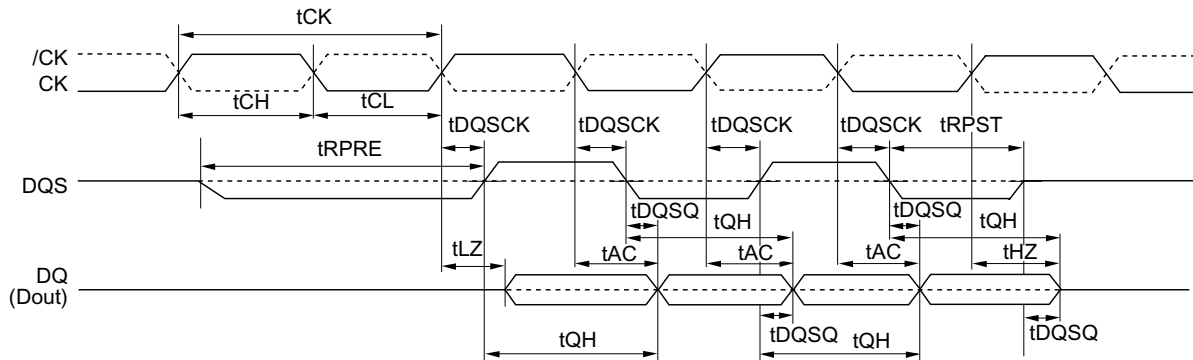 tCK
/CK
CK
tCH tCL
tDQSCK tDQSCK tDQSCK tDQSCK tRPST
tRPRE
DQS
tDQSQ tDQSQ
tQH tQH
tLZ tAC tAC tAC tHZ
DQ
(Dout)
tDQSQ tDQSQ
tQH tQH